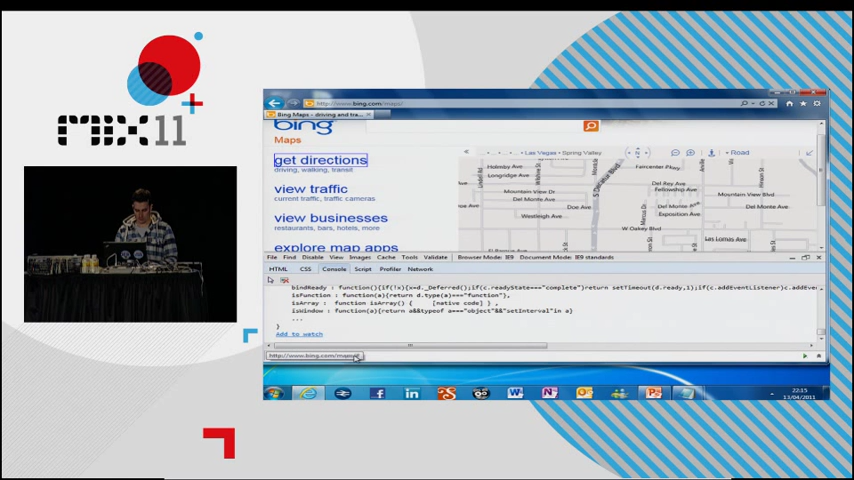 MIX11
http://www.bing.com/maps/
Bing Maps - driving and tra...
bing
Maps
get directions
driving, walking, transit
view traffic
current traffic, traffic cameras
view businesses
restaurants, bars, hotels, more
explore map apps
Las Vegas Spring Valley
Road
Holmby Ave
Longridge Ave
Mountain View Dr
Del Monte Ave
Westleigh Ave
Doe Ave
S Decatur Blvd
Faircenter Pkwy
Del Rey Ave
Fellowship Ave
Mountain View Blvd
Del Monte Ave
Exposition Ave
Del Monte Ave
W Oakey Blvd
Las Lomas Ave
File Find Disable View Images Cache Tools Validate Browser Mode: IE9 Document Mode: IE9 standards
HTML CSS Console Script Profiler Network
bindReady : function(){if(!x){x=d._Deferred();if(c.readyState==="complete")return setTimeout(d.ready,1);if(c.addEventListener)c.addEve
isFunction : function(a){return d.type(a)==="function"},
isArray : function isArray() { [native code] } ,
isWindow : function(a){return a&&typeof a==="object"&&"setInterval"in a}
...
}
Add to watch
http://www.bing.com/maps/#
22:15
13/04/2011